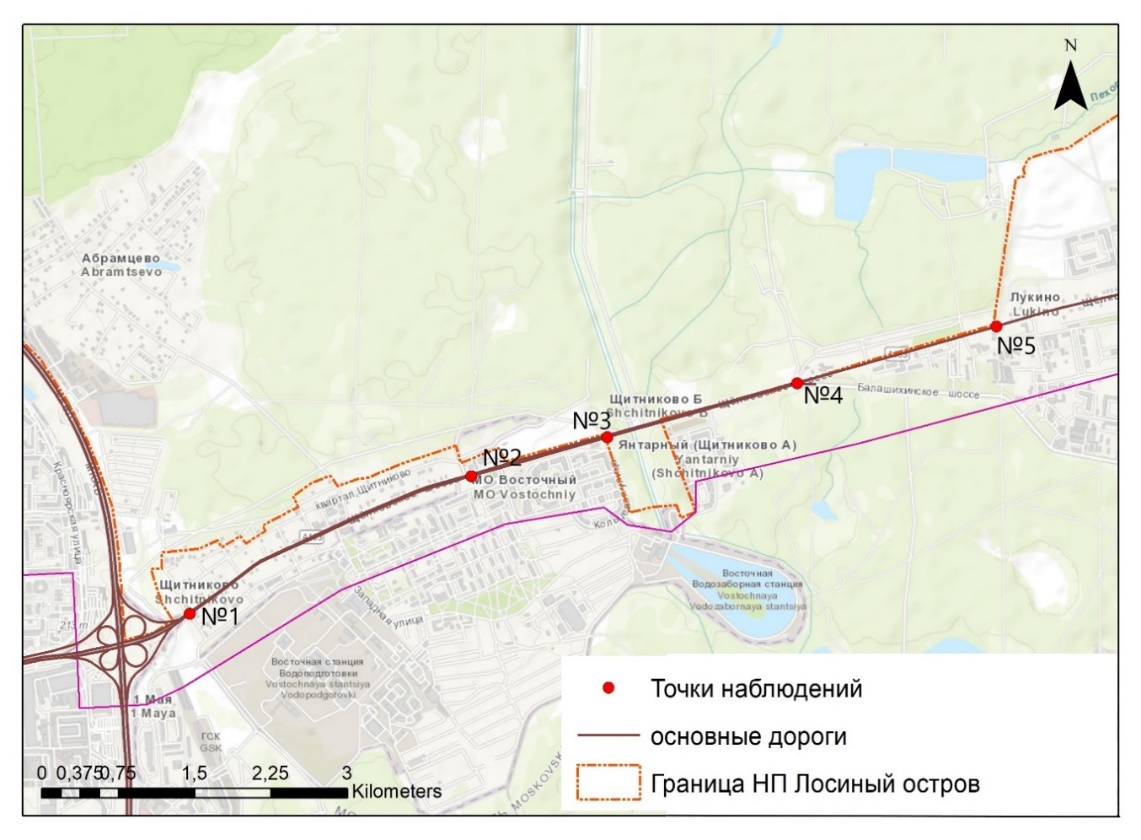 N
Пехор
Абрамцево
Abramtsevo
Лукино
Lukino
№5
Балашихинское шоссе
№4
Щитниково Б
Shchitnikovo B
№3
Янтарный (Щитниково А)
Yantarniy
(Shchitnikovo A)
№2
МО Восточный
MO Vostochniy
квартал Щитниково
Красноярская улица
Щитниково
Shchitnikovo
№1
213 m
Западная улица
Восточная
Водозаборная станция
Vostochnaya
Vodozabornaya stantsiya
Восточная станция
Водоподготовки
Vostochnaya stantsiya
Vodopodgotovki
1 Мая
1 Maya
ГСК
GSK
Точки наблюдений
основные дороги
Граница НП Лосиный остров
0 0,375 0,75 1,5 2,25 3
Kilometers